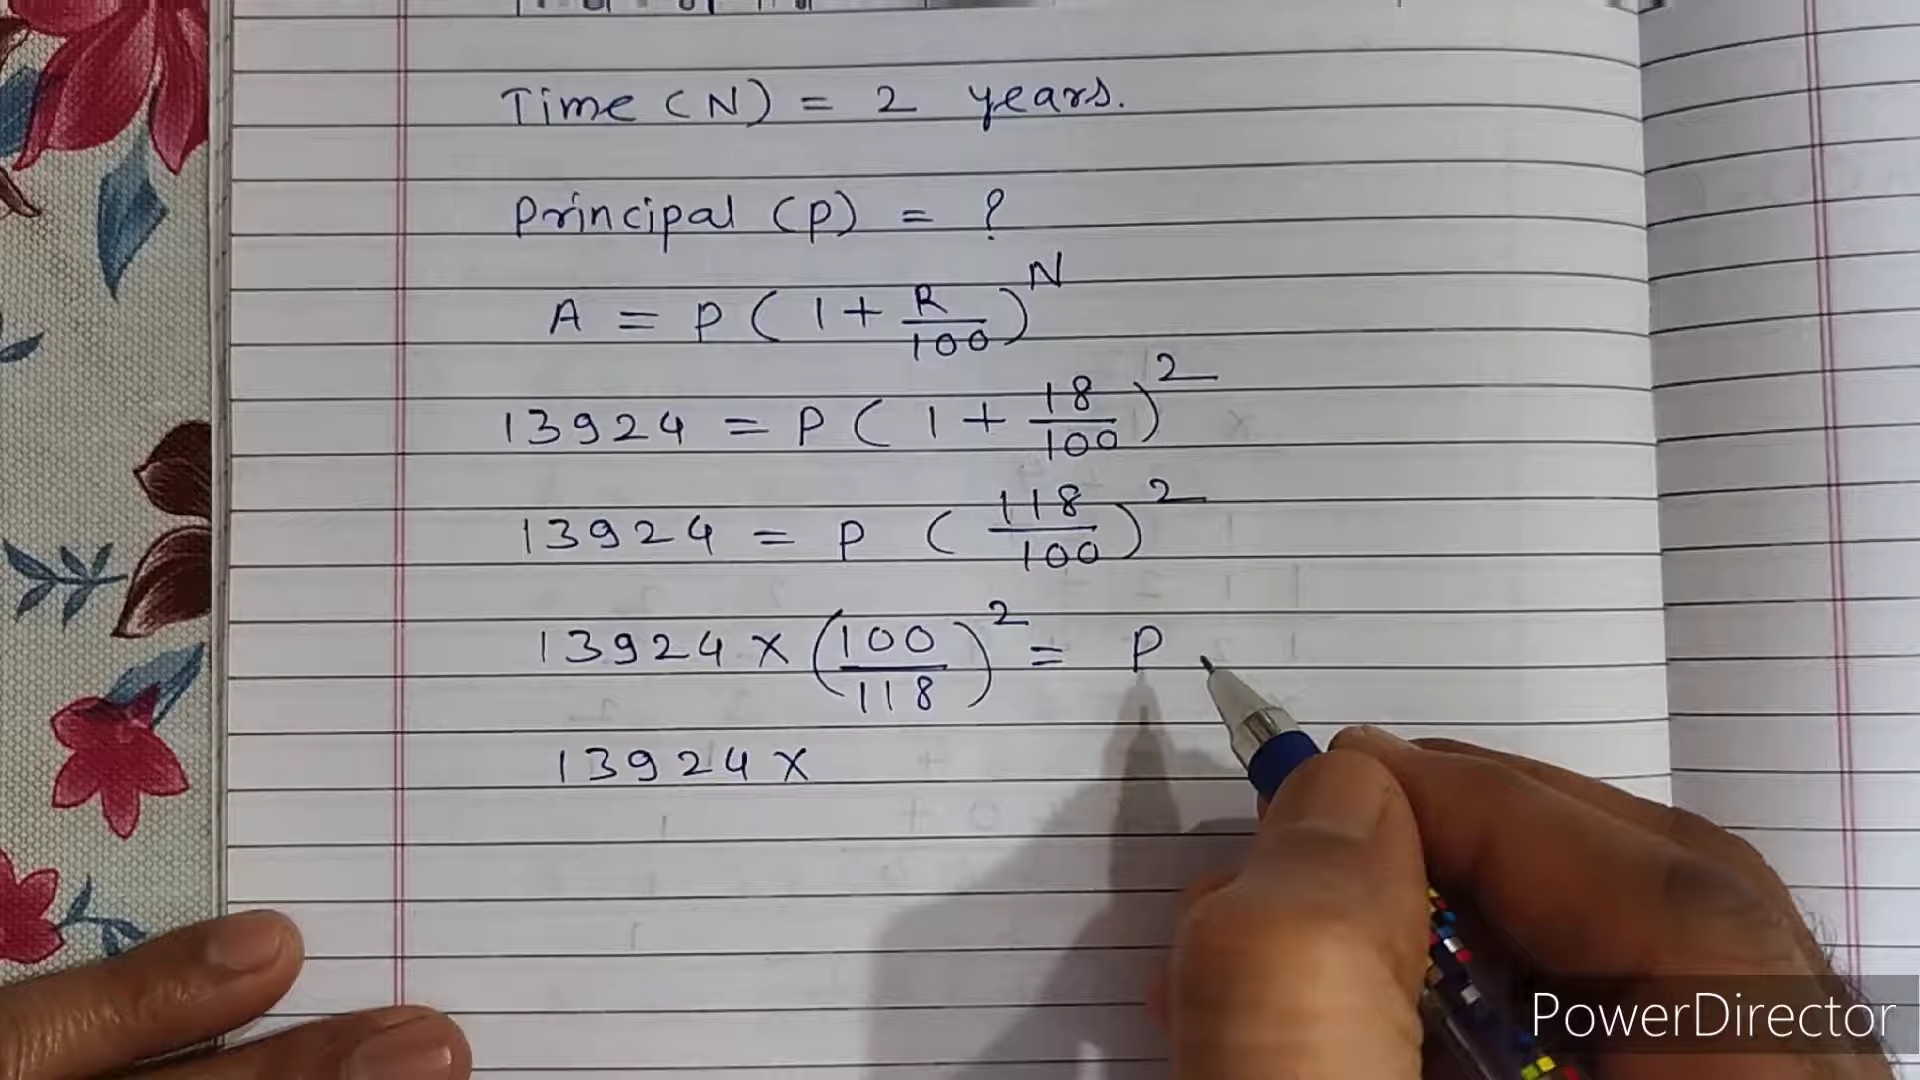 Time (N) = 2 years.
Principal (P) = ?
A = P ( 1 + R/100 )^N
13924 = P ( 1 + 18/100 )^2
13924 = P ( 118/100 )^2
13924 × ( 100/118 )^2 = P
13924 ×
PowerDirector